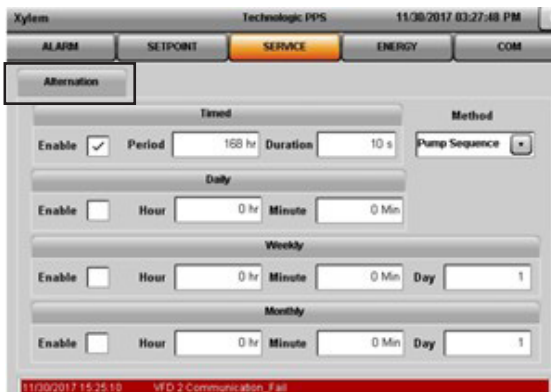 Xylem Technologic PPS 11/30/2017 03:27:48 PM
ALARM SETPOINT SERVICE ENERGY COM
Alternation
Timed
Method
Enable Period 168 hr Duration 10 s Pump Sequence
Daily
Enable Hour 0 hr Minute 0 Min
Weekly
Enable Hour 0 hr Minute 0 Min Day 1
Monthly
Enable Hour 0 hr Minute 0 Min Day 1
11/30/2017 15:25:10 VFD 2 Communication_Fail